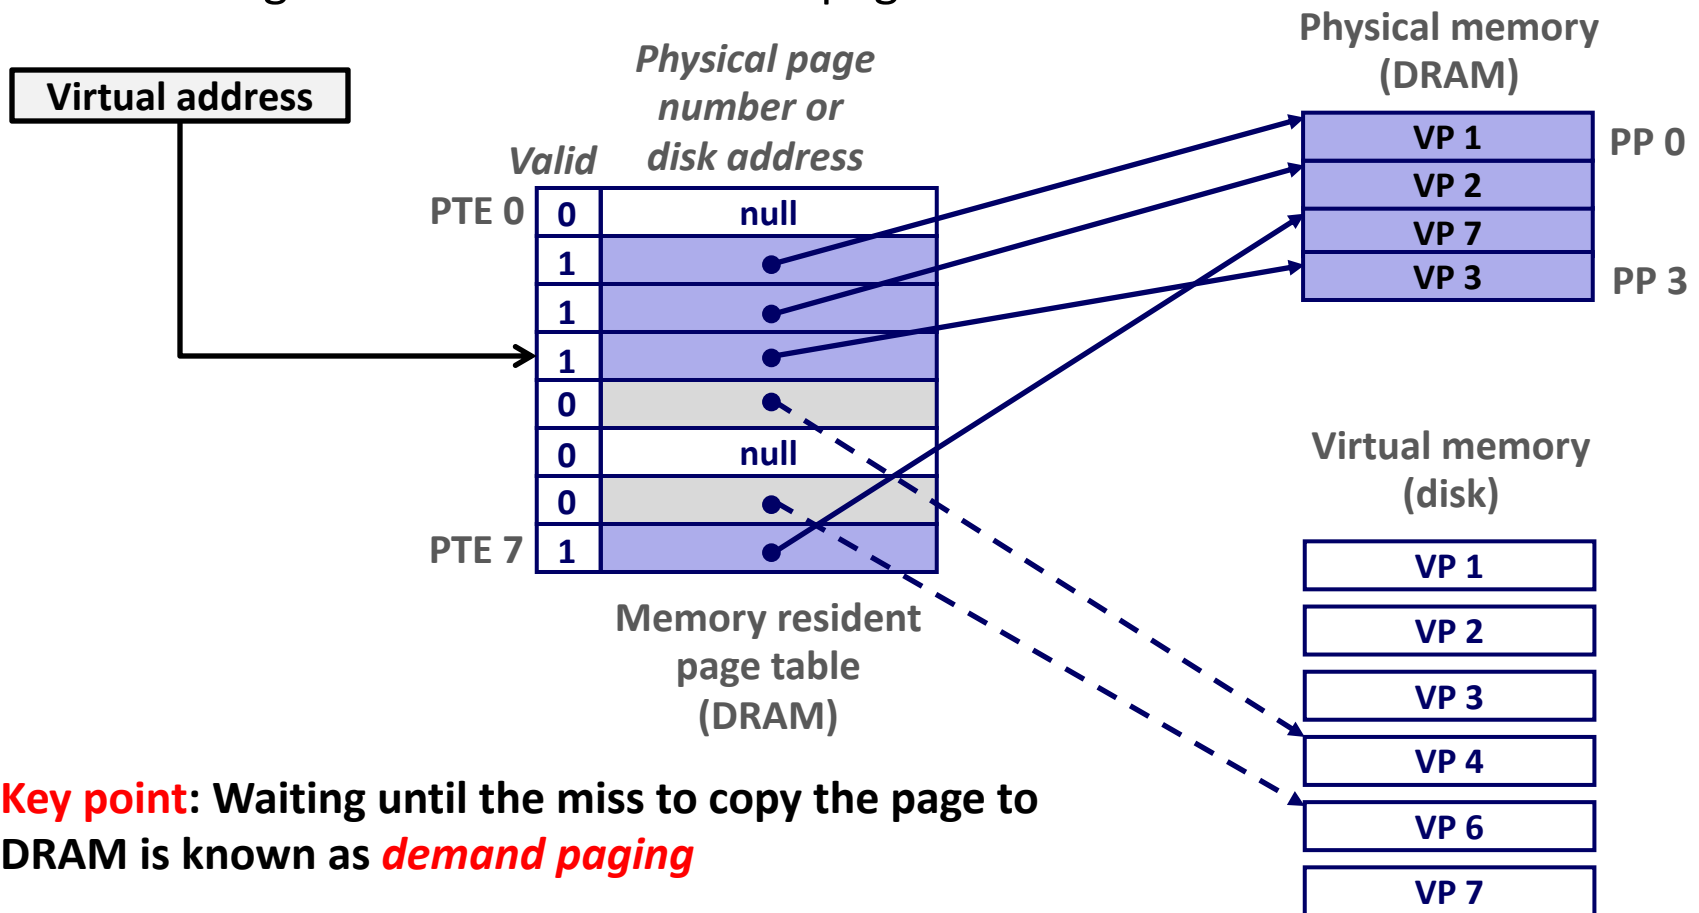 Virtual address
Physical page
number or
disk address
Valid
PTE 0
0
null
1
1
1
0
0
null
0
PTE 7
1
Memory resident
page table
(DRAM)
Physical memory
(DRAM)
VP 1
PP 0
VP 2
VP 7
VP 3
PP 3
Virtual memory
(disk)
VP 1
VP 2
VP 3
VP 4
VP 6
VP 7
Key point: Waiting until the miss to copy the page to
DRAM is known as demand paging